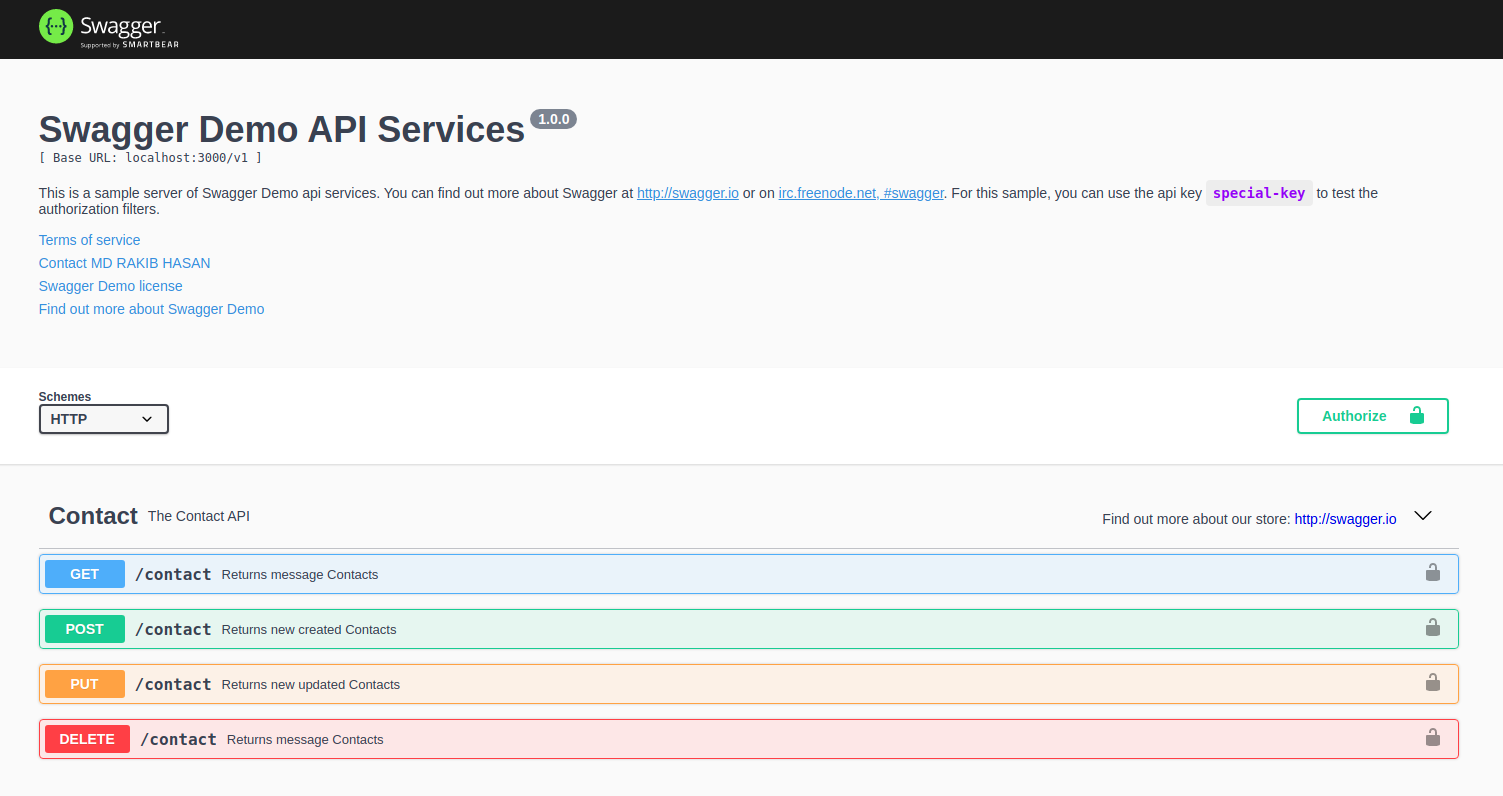 {···} Swagger
Supported by SMARTBEAR
Swagger Demo API Services 1.0.0
[ Base URL: localhost:3000/v1 ]
This is a sample server of Swagger Demo api services. You can find out more about Swagger at http://swagger.io or on irc.freenode.net, #swagger. For this sample, you can use the api key special-key to test the
authorization filters.
Terms of service
Contact MD RAKIB HASAN
Swagger Demo license
Find out more about Swagger Demo
Schemes
HTTP
Authorize
Contact The Contact API Find out more about our store: http://swagger.io
GET /contact Returns message Contacts
POST /contact Returns new created Contacts
PUT /contact Returns new updated Contacts
DELETE /contact Returns message Contacts